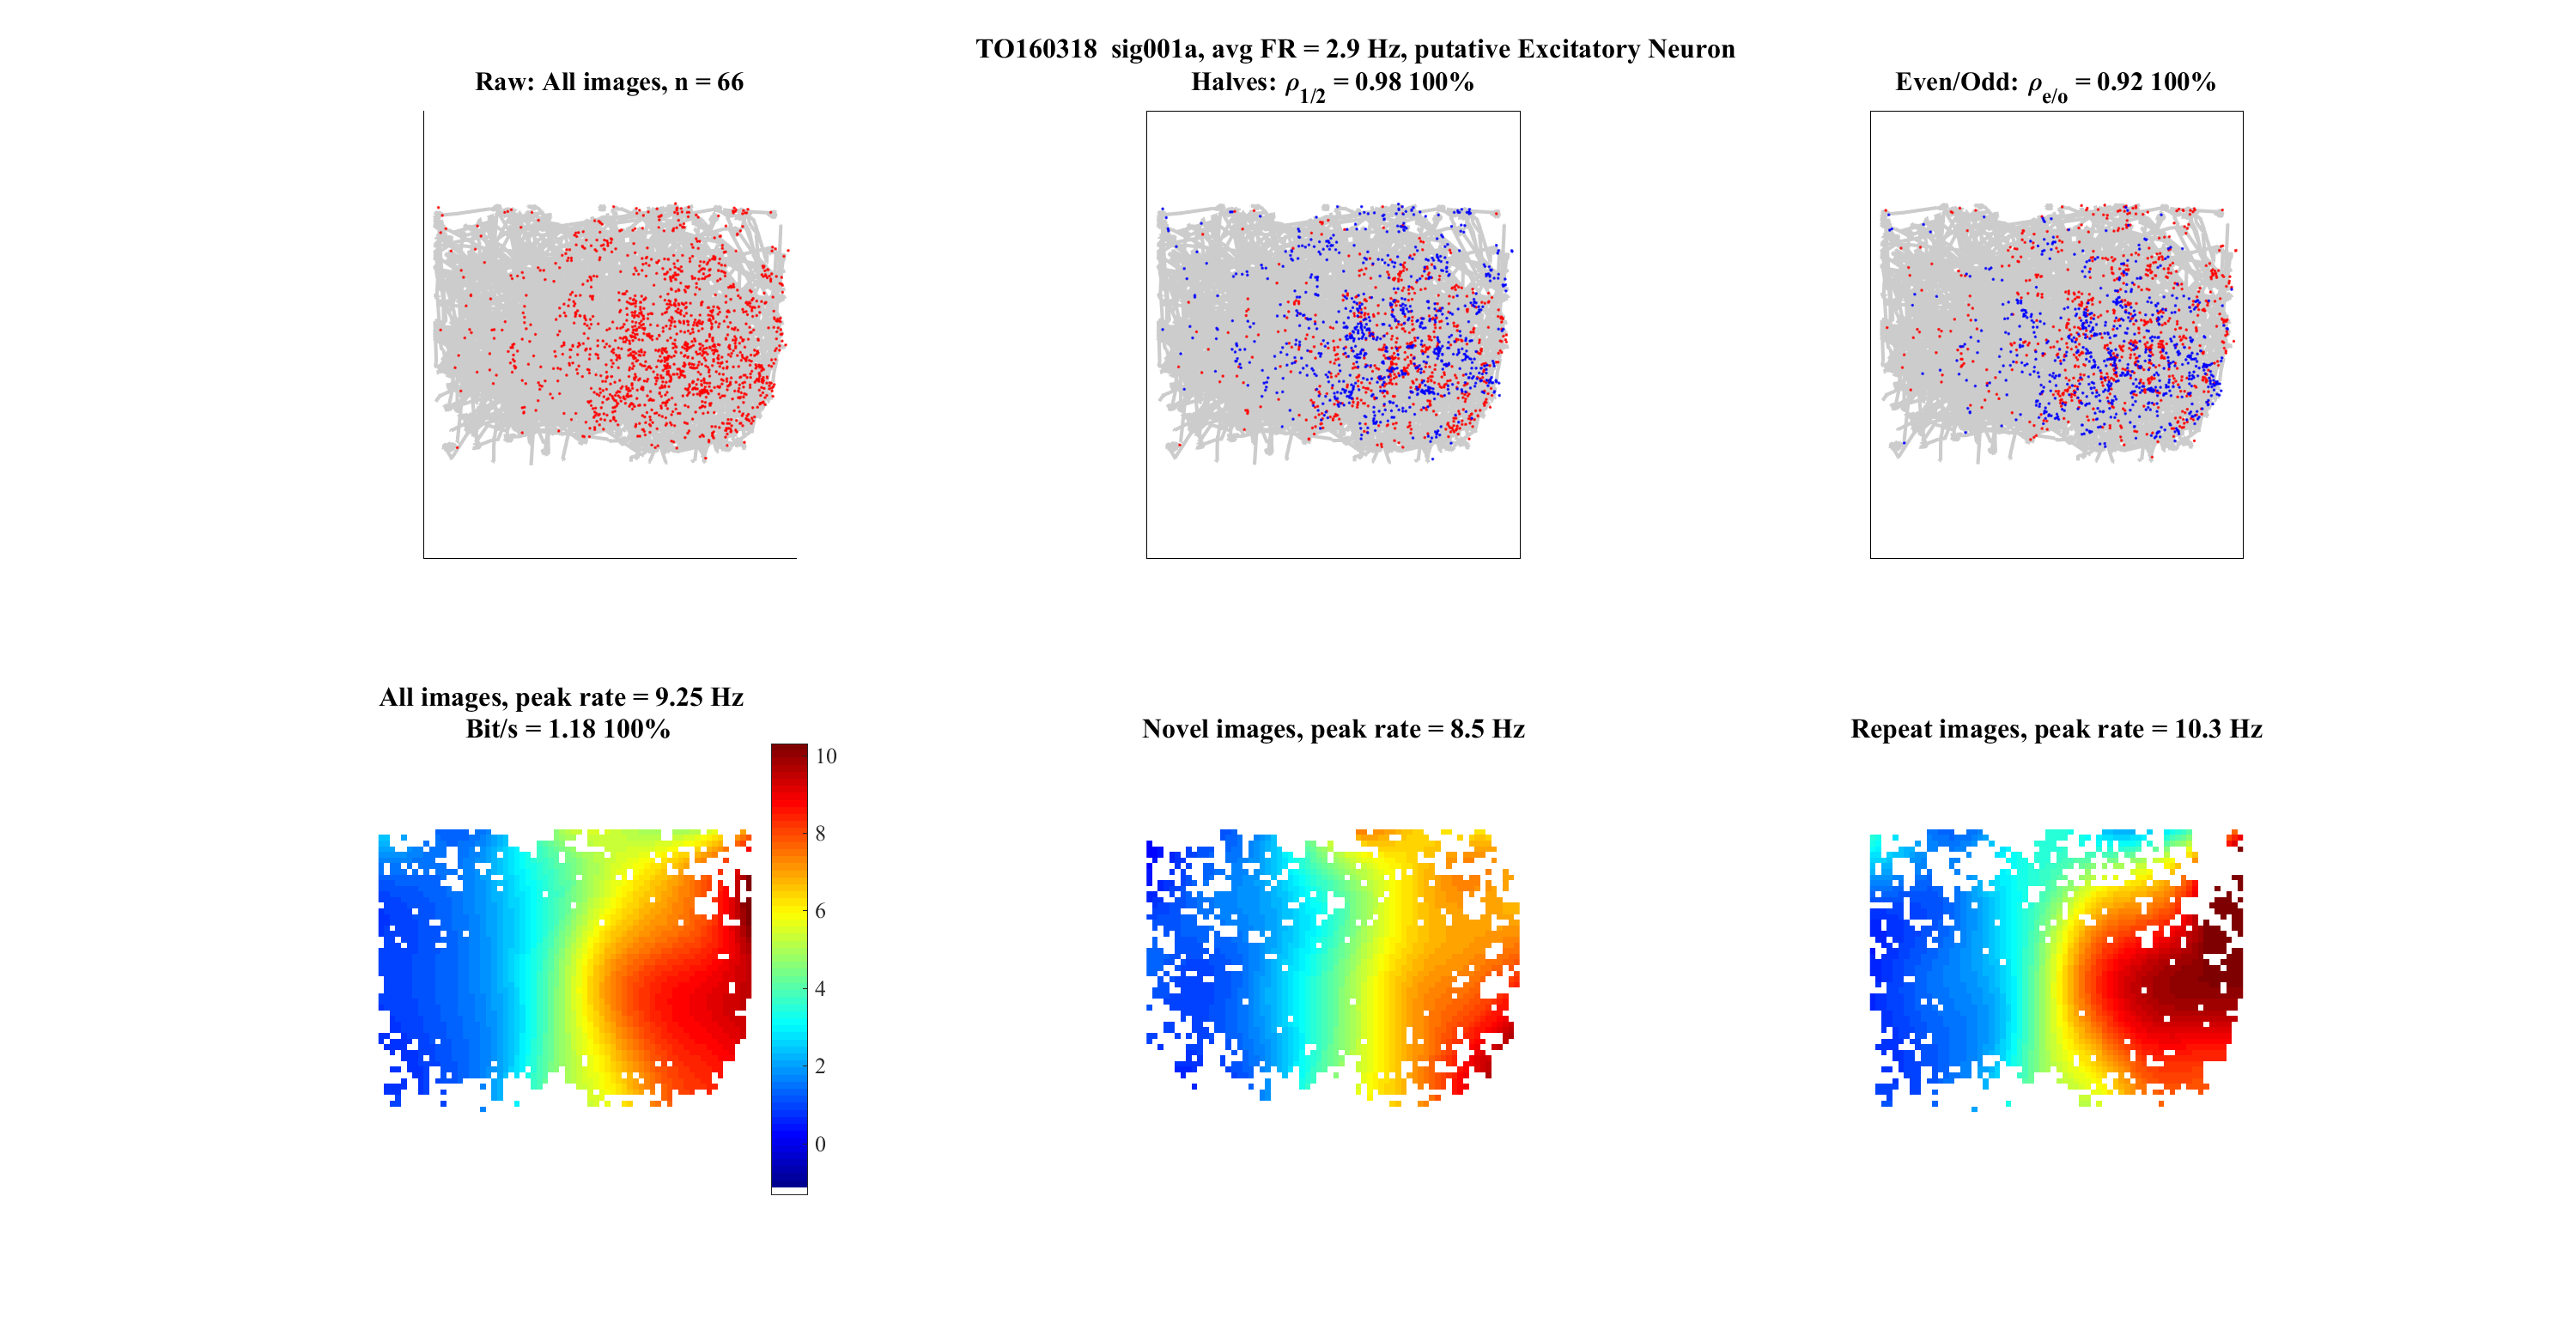 TO160318  sig001a, avg FR = 2.9 Hz, putative Excitatory Neuron
Raw: All images, n = 66
Halves: ρ1/2 = 0.98 100%
Even/Odd: ρe/o = 0.92 100%
All images, peak rate = 9.25 Hz
Bit/s = 1.18 100%
Novel images, peak rate = 8.5 Hz
Repeat images, peak rate = 10.3 Hz
10
8
6
4
2
0